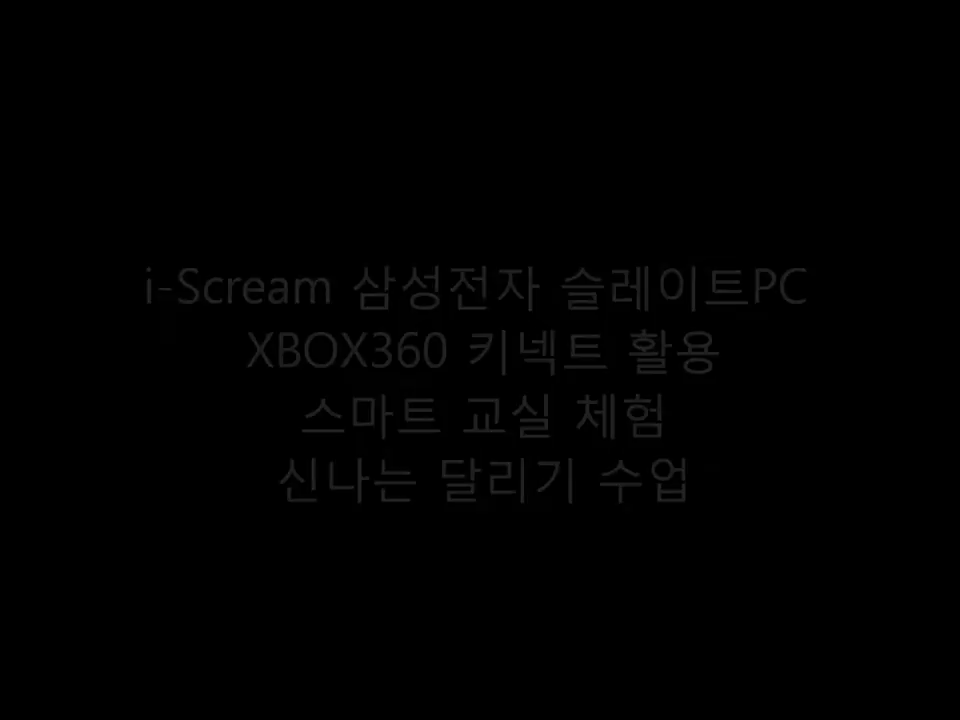 i-Scream 삼성전자 슬레이트PC
XBOX360 키넥트 활용
스마트 교실 체험
신나는 달리기 수업